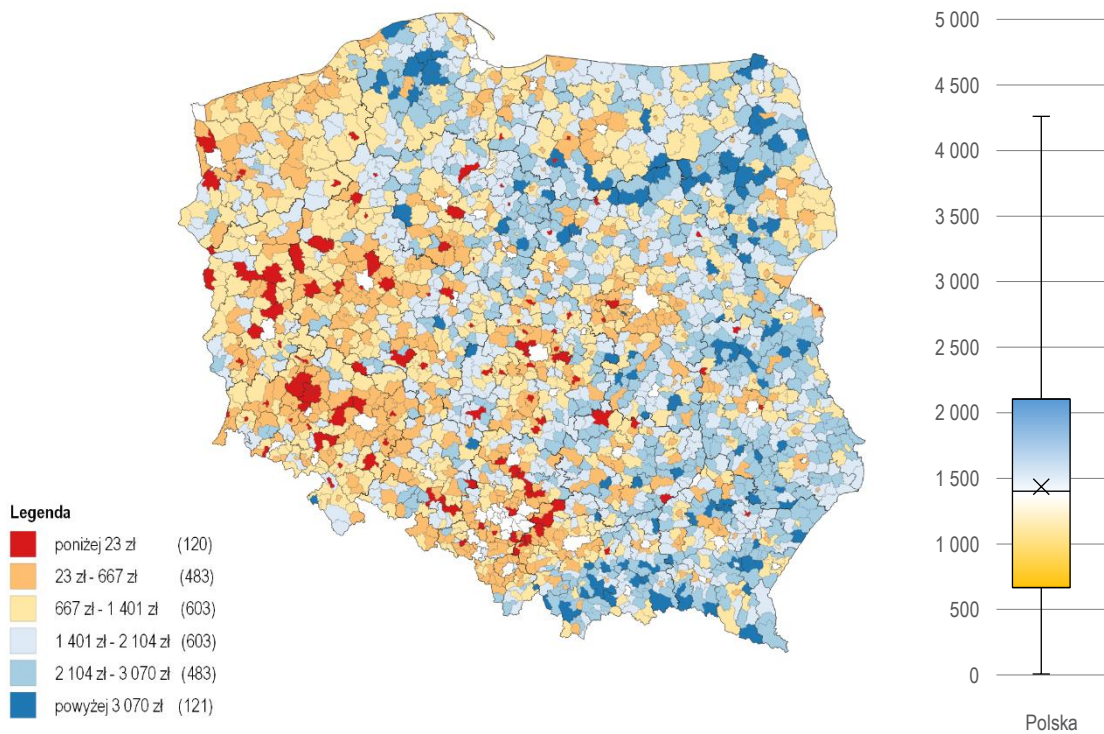 Legenda
poniżej 23 zł (120)
23 zł - 667 zł (483)
667 zł - 1 401 zł (603)
1 401 zł - 2 104 zł (603)
2 104 zł - 3 070 zł (483)
powyżej 3 070 zł (121)
5 000
4 500
4 000
3 500
3 000
2 500
2 000
1 500
1 000
500
0
Polska